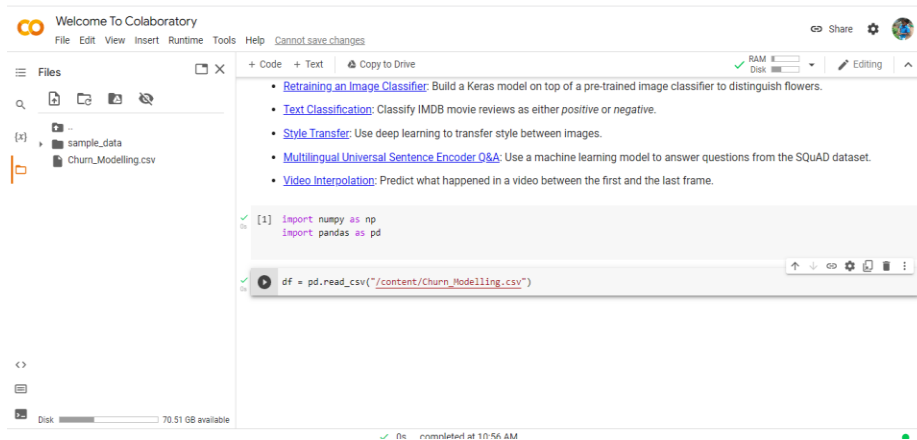 Welcome To Colaboratory
File Edit View Insert Runtime Tools Help Cannot save changes
Share
Files
{x}
..
sample_data
Churn_Modelling.csv
<>
Disk 70.51 GB available
+ Code + Text Copy to Drive
RAM
Disk
Editing
• Retraining an Image Classifier: Build a Keras model on top of a pre-trained image classifier to distinguish flowers.
• Text Classification: Classify IMDB movie reviews as either positive or negative.
• Style Transfer: Use deep learning to transfer style between images.
• Multilingual Universal Sentence Encoder Q&A: Use a machine learning model to answer questions from the SQuAD dataset.
• Video Interpolation: Predict what happened in a video between the first and the last frame.
0s
[1] import numpy as np
import pandas as pd
0s
df = pd.read_csv("/content/Churn_Modelling.csv")
0s completed at 10:56 AM